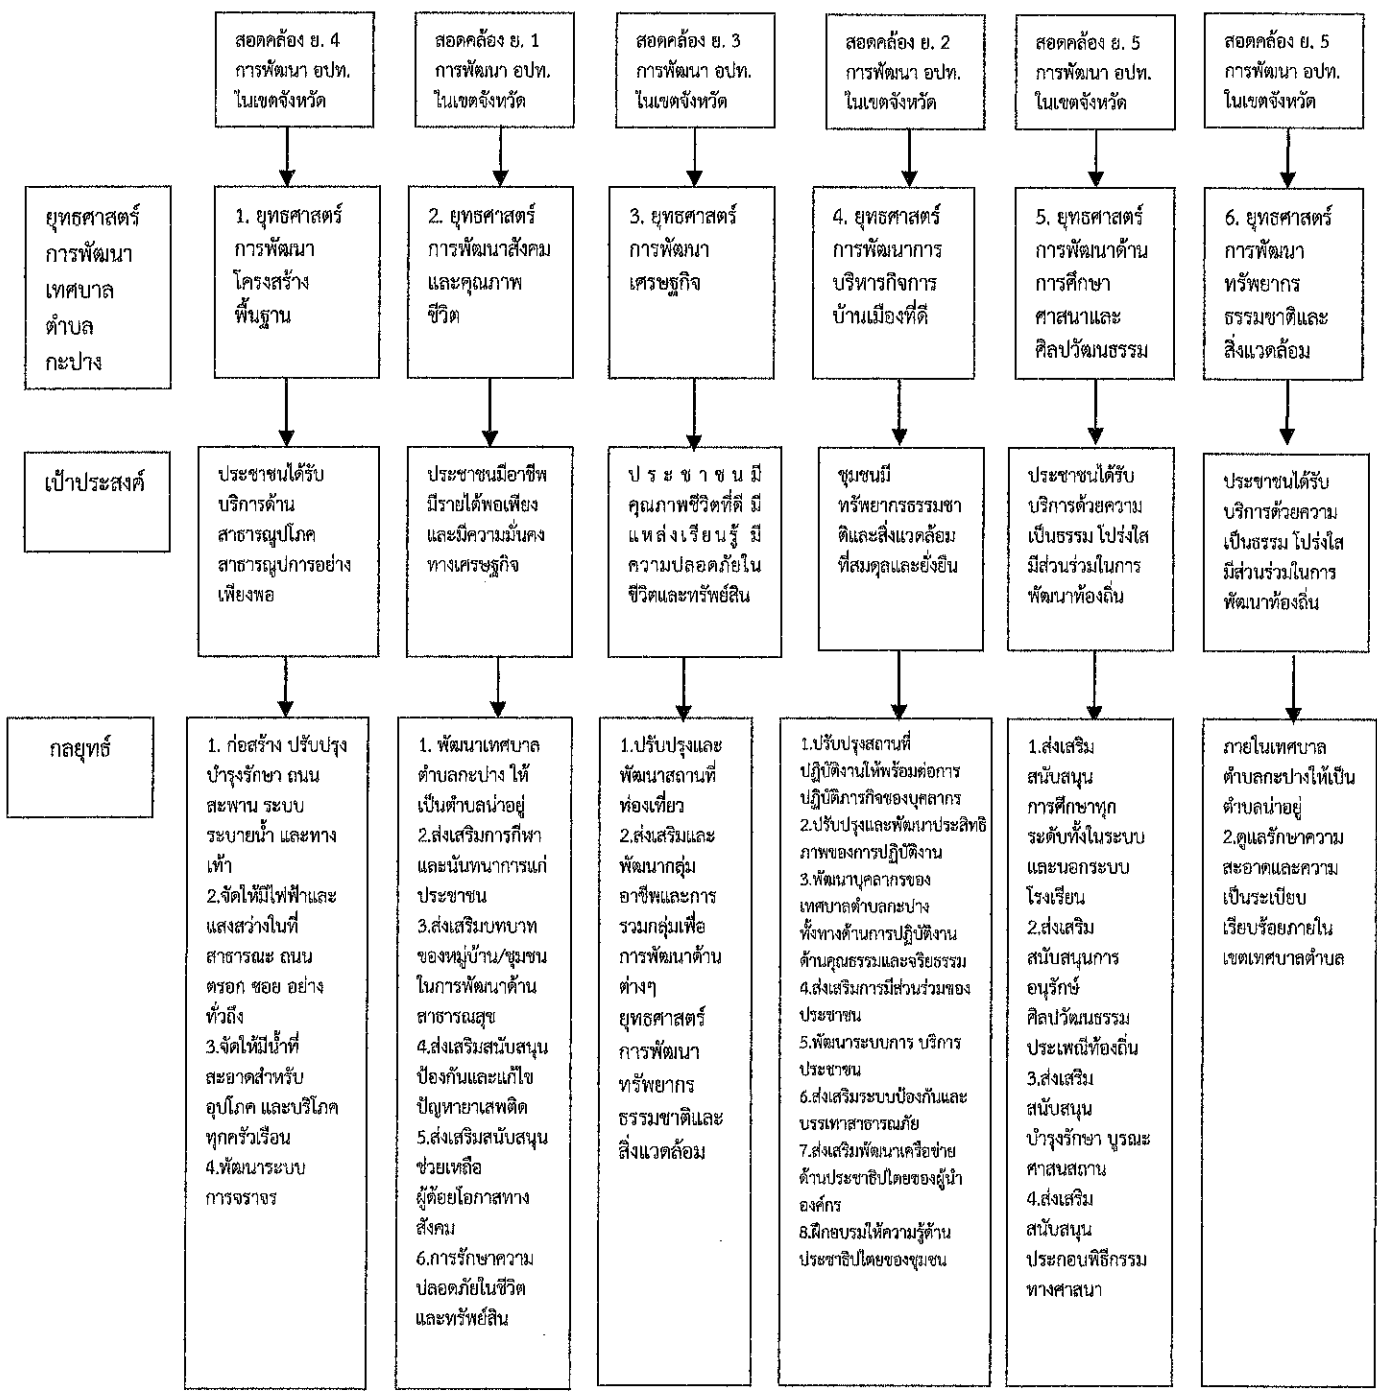 สอดคล้อง ย. 4
การพัฒนา อปท.
ในเขตจังหวัด
สอดคล้อง ย. 1
การพัฒนา อปท.
ในเขตจังหวัด
สอดคล้อง ย. 3
การพัฒนา อปท.
ในเขตจังหวัด
สอดคล้อง ย. 2
การพัฒนา อปท.
ในเขตจังหวัด
สอดคล้อง ย. 5
การพัฒนา อปท.
ในเขตจังหวัด
สอดคล้อง ย. 5
การพัฒนา อปท.
ในเขตจังหวัด
ยุทธศาสตร์
การพัฒนา
เทศบาล
ตำบล
กะปาง
1. ยุทธศาสตร์
การพัฒนา
โครงสร้าง
พื้นฐาน
2. ยุทธศาสตร์
การพัฒนาสังคม
และคุณภาพ
ชีวิต
3. ยุทธศาสตร์
การพัฒนา
เศรษฐกิจ
4. ยุทธศาสตร์
การพัฒนาการ
บริหารกิจการ
บ้านเมืองที่ดี
5. ยุทธศาสตร์
การพัฒนาด้าน
การศึกษา
ศาสนาและ
ศิลปวัฒนธรรม
6. ยุทธศาสตร์
การพัฒนา
ทรัพยากร
ธรรมชาติและ
สิ่งแวดล้อม
เป้าประสงค์
ประชาชนได้รับ
บริการด้าน
สาธารณูปโภค
สาธารณูปการอย่าง
เพียงพอ
ประชาชนมีอาชีพ
มีรายได้พอเพียง
และมีความมั่นคง
ทางเศรษฐกิจ
ป ร ะ ช า ช น มี
คุณภาพชีวิตที่ดี มี
แหล่งเรียนรู้ มี
ความปลอดภัยใน
ชีวิตและทรัพย์สิน
ชุมชนมี
ทรัพยากรธรรมชา
ติและสิ่งแวดล้อม
ที่สมดุลและยั่งยืน
ประชาชนได้รับ
บริการด้วยความ
เป็นธรรม โปร่งใส
มีส่วนร่วมในการ
พัฒนาท้องถิ่น
ประชาชนได้รับ
บริการด้วยความ
เป็นธรรม โปร่งใส
มีส่วนร่วมในการ
พัฒนาท้องถิ่น
กลยุทธ์
1. ก่อสร้าง ปรับปรุง
บำรุงรักษา ถนน
สะพาน ระบบ
ระบายน้ำ และทาง
เท้า
2.จัดให้มีไฟฟ้าและ
แสงสว่างในที่
สาธารณะ ถนน
ตรอก ซอย อย่าง
ทั่วถึง
3.จัดให้มีน้ำที่
สะอาดสำหรับ
อุปโภค และบริโภค
ทุกครัวเรือน
4.พัฒนาระบบ
การจราจร
1. พัฒนาเทศบาล
ตำบลกะปาง ให้
เป็นตำบลน่าอยู่
2.ส่งเสริมการกีฬา
และนันทนาการแก่
ประชาชน
3.ส่งเสริมบทบาท
ของหมู่บ้าน/ชุมชน
ในการพัฒนาด้าน
สาธารณสุข
4.ส่งเสริมสนับสนุน
ป้องกันและแก้ไข
ปัญหายาเสพติด
5.ส่งเสริมสนับสนุน
ช่วยเหลือ
ผู้ด้อยโอกาสทาง
สังคม
6.การรักษาความ
ปลอดภัยในชีวิต
และทรัพย์สิน
1.ปรับปรุงและ
พัฒนาสถานที่
ท่องเที่ยว
2.ส่งเสริมและ
พัฒนากลุ่ม
อาชีพและการ
รวมกลุ่มเพื่อ
การพัฒนาด้าน
ต่างๆ
ยุทธศาสตร์
การพัฒนา
ทรัพยากร
ธรรมชาติและ
สิ่งแวดล้อม
1.ปรับปรุงสถานที่
ปฏิบัติงานให้พร้อมต่อการ
ปฏิบัติภารกิจของบุคลากร
2.ปรับปรุงและพัฒนาประสิทธิ
ภาพของการปฏิบัติงาน
3.พัฒนาบุคลากรของ
เทศบาลตำบลกะปาง
ทั้งทางด้านการปฏิบัติงาน
ด้านคุณธรรมและจริยธรรม
4.ส่งเสริมการมีส่วนร่วมของ
ประชาชน
5.พัฒนาระบบการ บริการ
ประชาชน
6.ส่งเสริมระบบป้องกันและ
บรรเทาสาธารณภัย
7.ส่งเสริมพัฒนาเครือข่าย
ด้านประชาธิปไตยของผู้นำ
องค์กร
8.ฝึกอบรมให้ความรู้ด้าน
ประชาธิปไตยของชุมชน
1.ส่งเสริม
สนับสนุน
การศึกษาทุก
ระดับทั้งในระบบ
และนอกระบบ
โรงเรียน
2.ส่งเสริม
สนับสนุนการ
อนุรักษ์
ศิลปวัฒนธรรม
ประเพณีท้องถิ่น
3.ส่งเสริม
สนับสนุน
บำรุงรักษา บูรณะ
ศาสนสถาน
4.ส่งเสริม
สนับสนุน
ประกอบพิธีกรรม
ทางศาสนา
ภายในเทศบาล
ตำบลกะปางให้เป็น
ตำบลน่าอยู่
2.ดูแลรักษาความ
สะอาดและความ
เป็นระเบียบ
เรียบร้อยภายใน
เขตเทศบาลตำบล